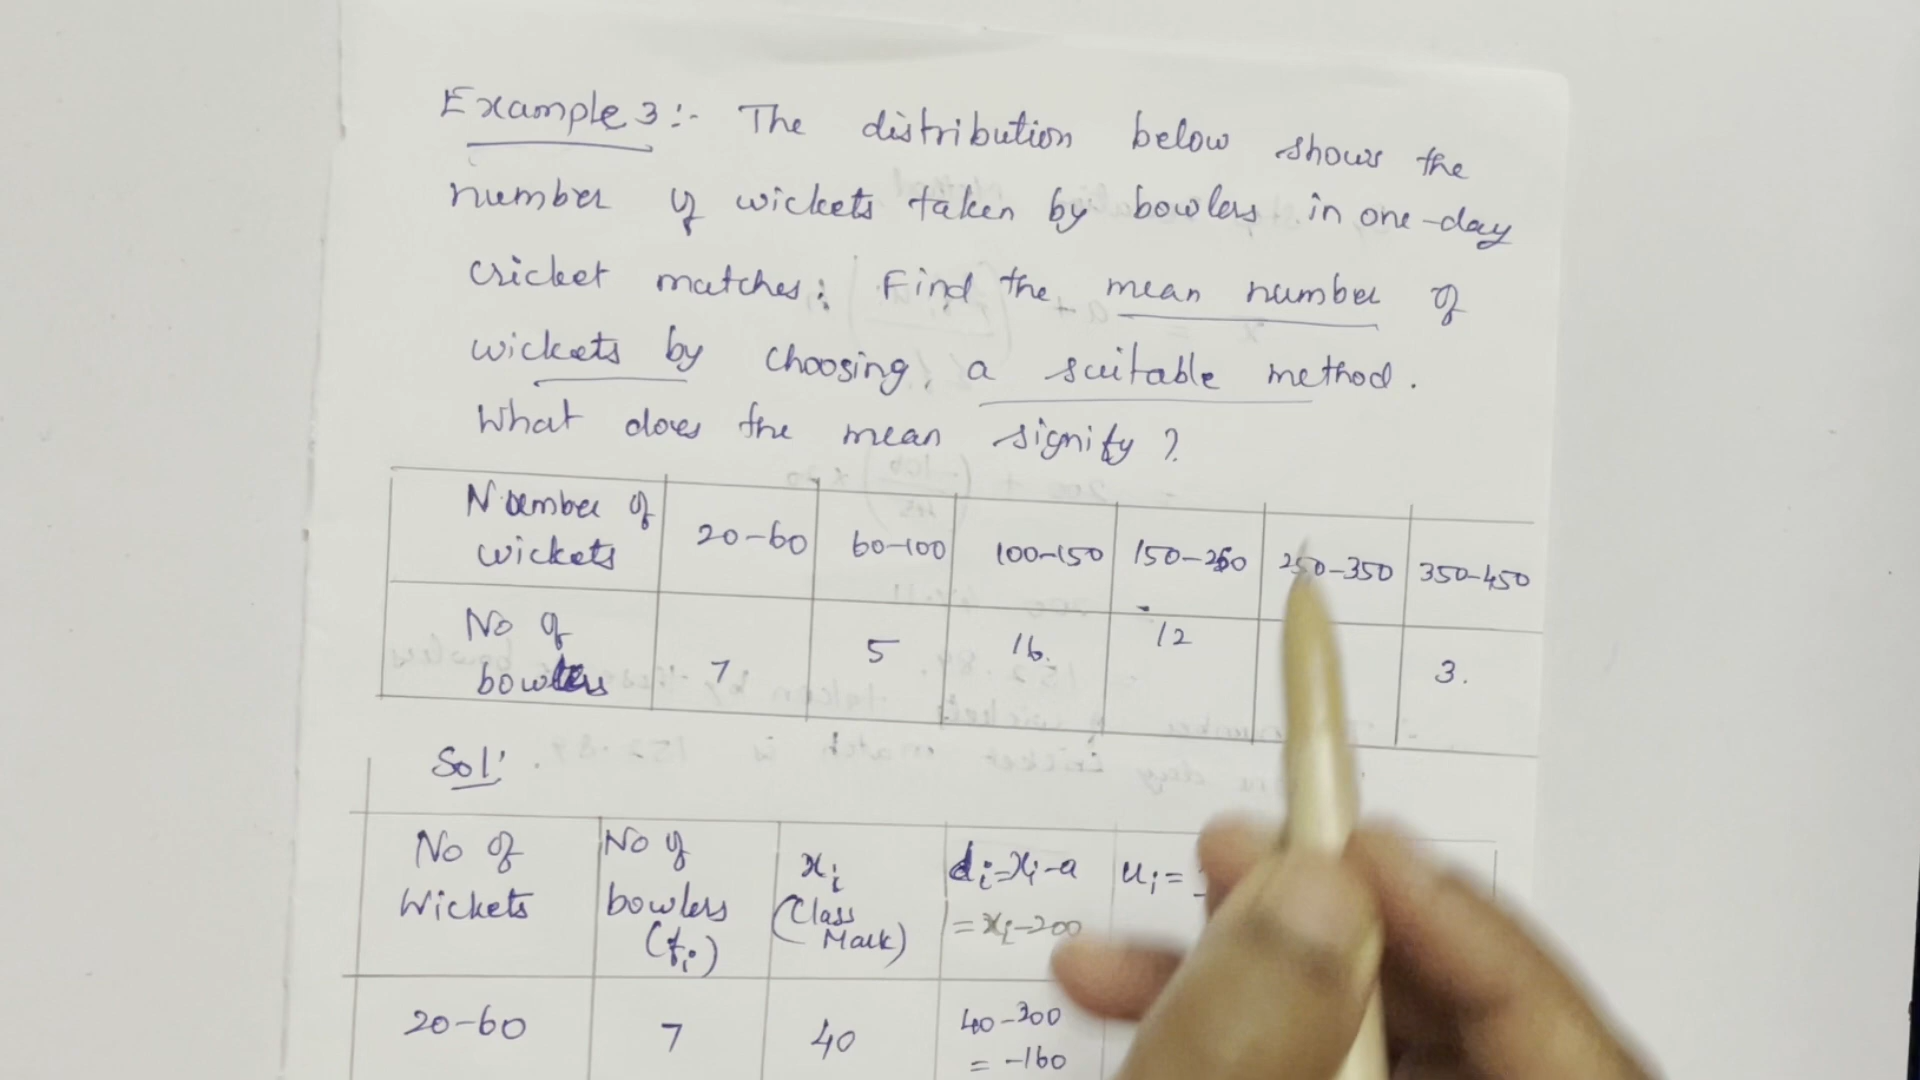 Example 3:- The distribution below shows the
number of wickets taken by bowlers in one-day
cricket matches: Find the mean number of
wickets by choosing a suitable method.
What does the mean signify?
Number of wickets 20-60 60-100 100-150 150-250 250-350 350-450
No of bowlers 7 5 16. 12 3.
Sol'
No of Wickets No of bowlers (fi) xi (Class Mark) di=xi-a =xi-200 ui=
20-60 7 40 40-200 = -160